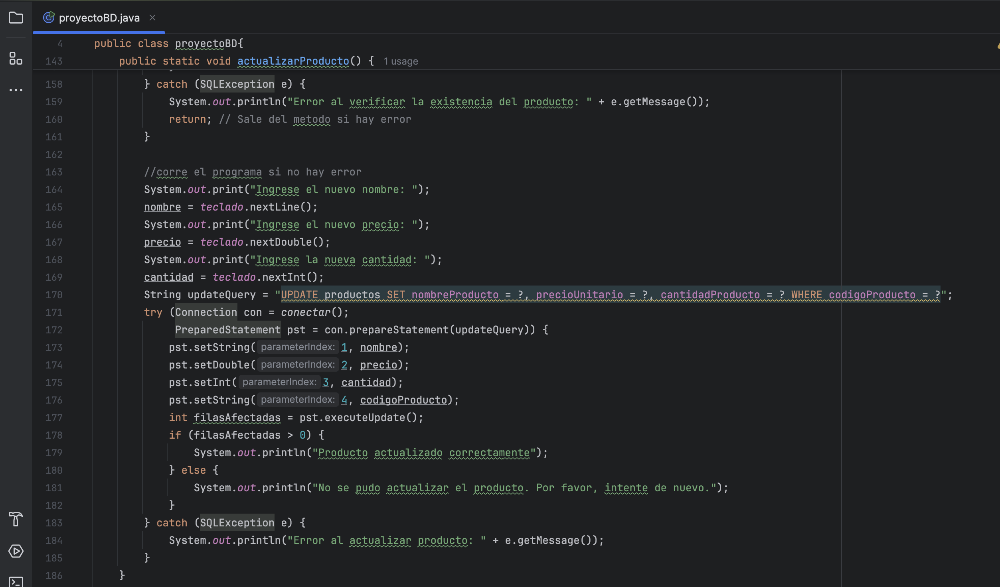 proyectoBD.java
4 public class proyectoBD{
143 public static void actualizarProducto() { 1 usage
158 } catch (SQLException e) {
159 System.out.println("Error al verificar la existencia del producto: " + e.getMessage());
160 return; // Sale del metodo si hay error
161 }
162
163 //corre el programa si no hay error
164 System.out.print("Ingrese el nuevo nombre: ");
165 nombre = teclado.nextLine();
166 System.out.print("Ingrese el nuevo precio: ");
167 precio = teclado.nextDouble();
168 System.out.print("Ingrese la nueva cantidad: ");
169 cantidad = teclado.nextInt();
170 String updateQuery = "UPDATE productos SET nombreProducto = ?, precioUnitario = ?, cantidadProducto = ? WHERE codigoProducto = ?";
171 try (Connection con = conectar();
172 PreparedStatement pst = con.prepareStatement(updateQuery)) {
173 pst.setString( parameterIndex: 1, nombre);
174 pst.setDouble( parameterIndex: 2, precio);
175 pst.setInt( parameterIndex: 3, cantidad);
176 pst.setString( parameterIndex: 4, codigoProducto);
177 int filasAfectadas = pst.executeUpdate();
178 if (filasAfectadas > 0) {
179 System.out.println("Producto actualizado correctamente");
180 } else {
181 System.out.println("No se pudo actualizar el producto. Por favor, intente de nuevo.");
182 }
183 } catch (SQLException e) {
184 System.out.println("Error al actualizar producto: " + e.getMessage());
185 }
186 }